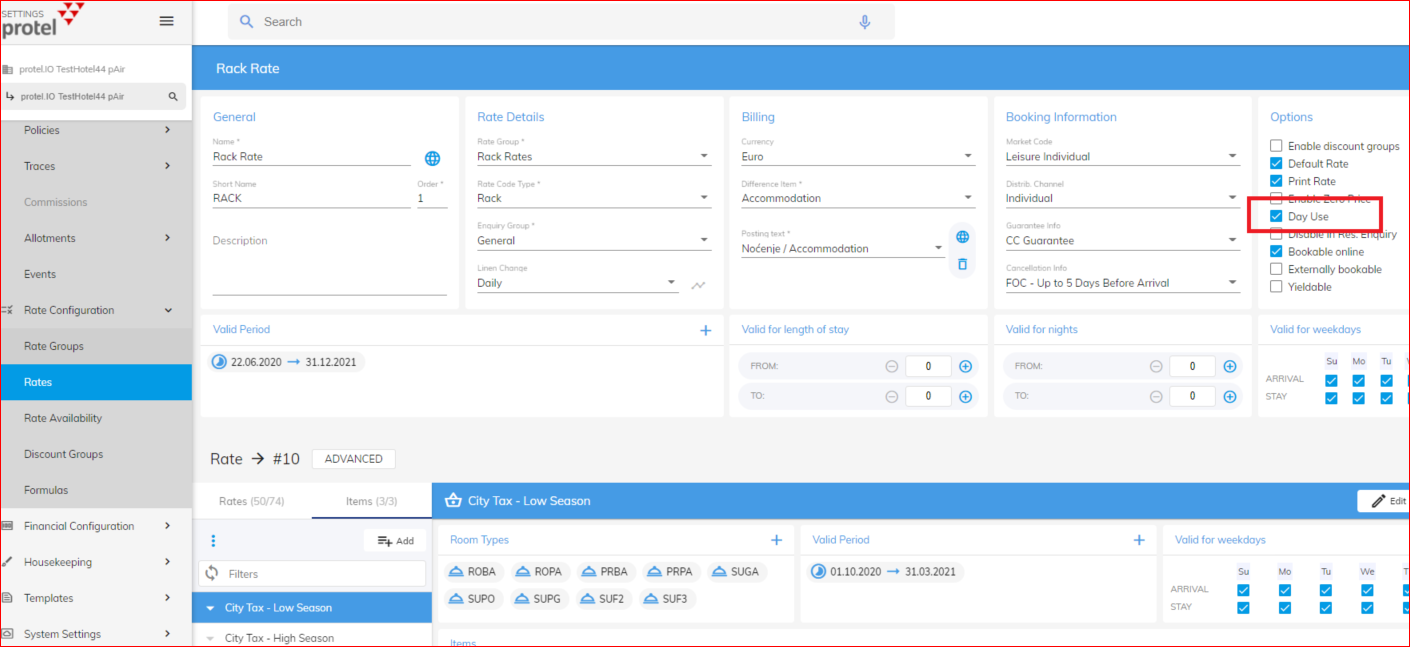 SETTINGS
protel
Search
protel.IO TestHotel44 pAir
protel.IO TestHotel44 pAir
Policies
Traces
Commissions
Allotments
Events
Rate Configuration
Rate Groups
Rates
Rate Availability
Discount Groups
Formulas
Financial Configuration
Housekeeping
Templates
System Settings
Rack Rate
General
Name *
Rack Rate
Short Name
RACK
Order *
1
Description
Rate Details
Rate Group *
Rack Rates
Rate Code Type *
Rack
Enquiry Group *
General
Linen Change
Daily
Billing
Currency
Euro
Difference Item *
Accommodation
Posting text *
Noćenje / Accommodation
Booking Information
Market Code
Leisure Individual
Distrib. Channel
Individual
Guarantee Info
CC Guarantee
Cancellation Info
FOC - Up to 5 Days Before Arrival
Options
Enable discount groups
Default Rate
Print Rate
Enable Zero Price
Day Use
Disable in Res. Enquiry
Bookable online
Externally bookable
Yieldable
Valid Period
22.06.2020 → 31.12.2021
Valid for length of stay
FROM: 0
TO: 0
Valid for nights
FROM: 0
TO: 0
Valid for weekdays
Su Mo Tu
ARRIVAL
STAY
Rate → #10 ADVANCED
Rates (50/74) Items (3/3)
Add
Filters
City Tax - Low Season
City Tax - High Season
City Tax - Low Season
Edit
Room Types
ROBA ROPA PRBA PRPA SUGA
SUPO SUPG SUF2 SUF3
Valid Period
01.10.2020 → 31.03.2021
Valid for weekdays
Su Mo Tu We
ARRIVAL
STAY
Items